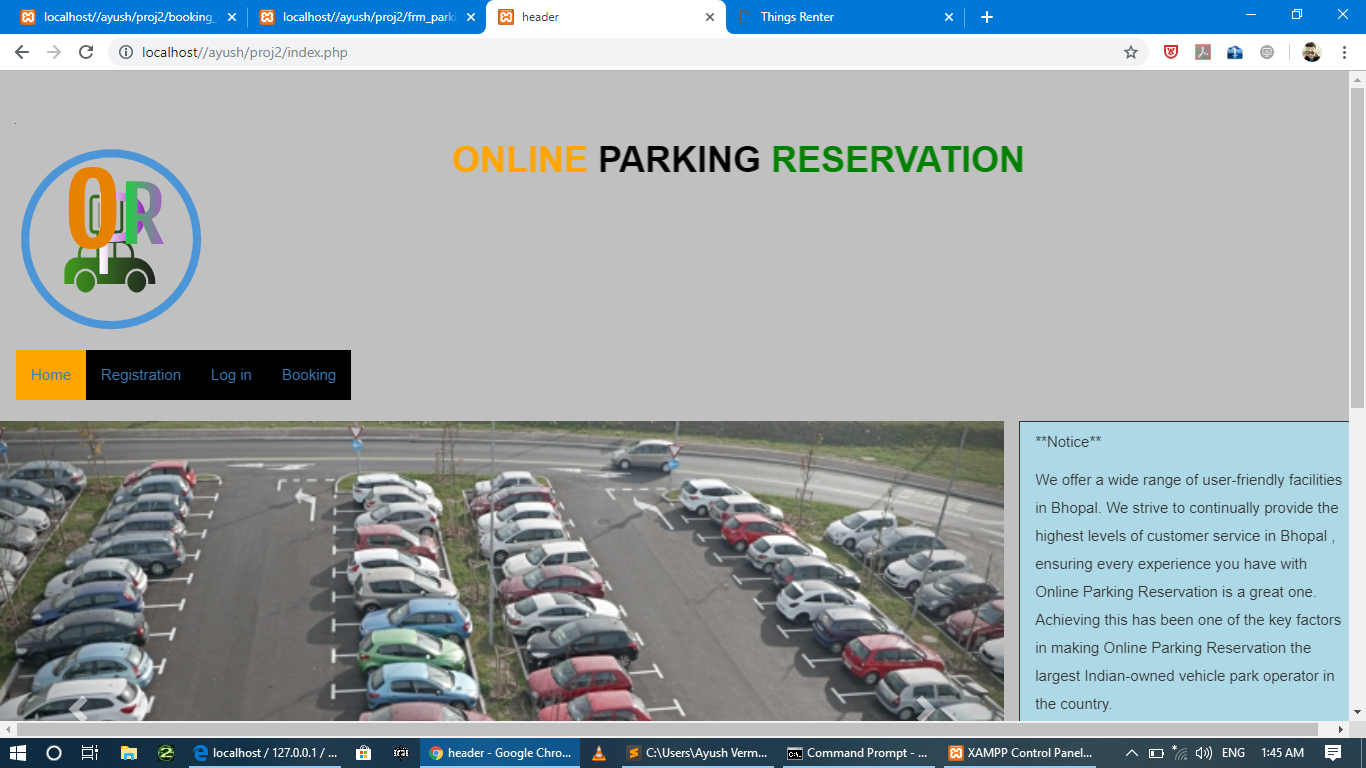 localhost//ayush/proj2/booking_
localhost//ayush/proj2/frm_parki
header
Things Renter
localhost//ayush/proj2/index.php
.
ONLINE PARKING RESERVATION
OPR
Home
Registration
Log in
Booking
**Notice**
We offer a wide range of user-friendly facilities
in Bhopal. We strive to continually provide the
highest levels of customer service in Bhopal ,
ensuring every experience you have with
Online Parking Reservation is a great one.
Achieving this has been one of the key factors
in making Online Parking Reservation the
largest Indian-owned vehicle park operator in
the country.
localhost / 127.0.0.1 / ...
header - Google Chro...
C:\Users\Ayush Verm...
Command Prompt - ...
XAMPP Control Panel...
ENG
1:45 AM